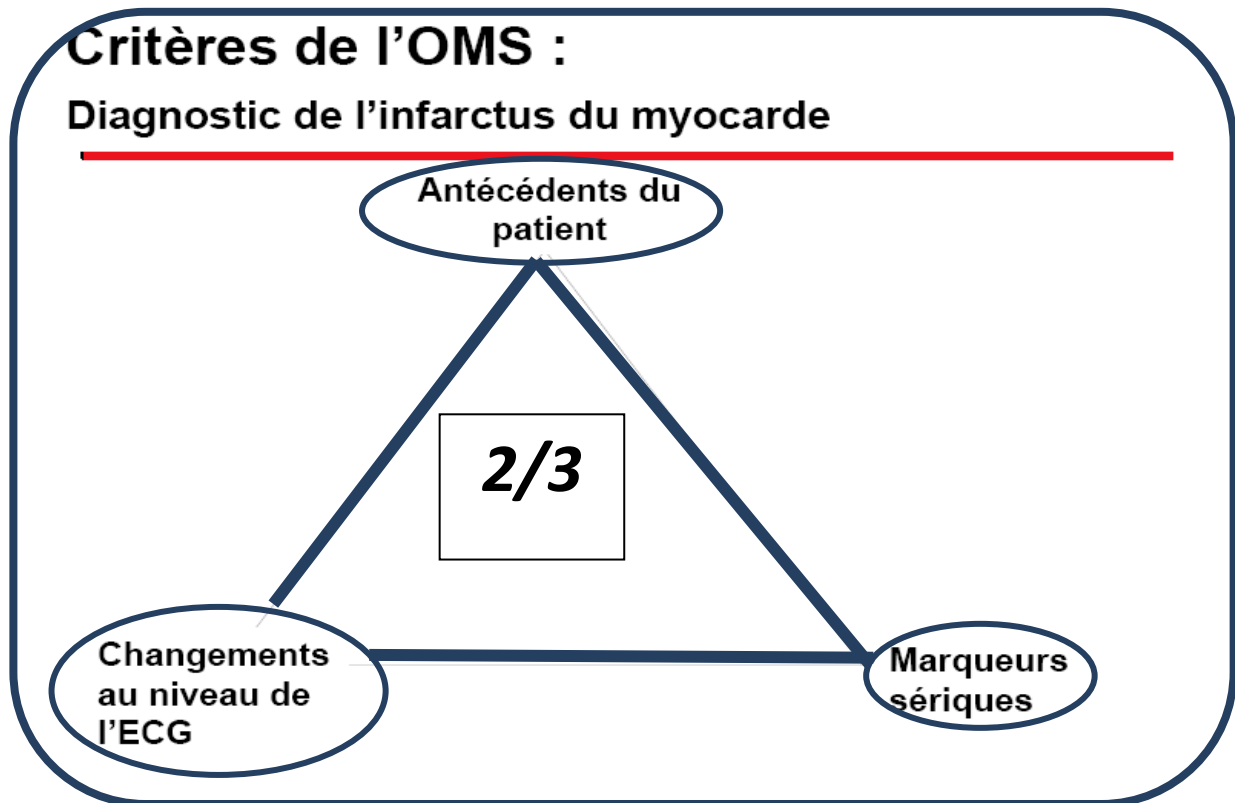 Critères de l'OMS :
Diagnostic de l'infarctus du myocarde
Antécédents du
patient
2/3
Changements
au niveau de
l'ECG
Marqueurs
sériques